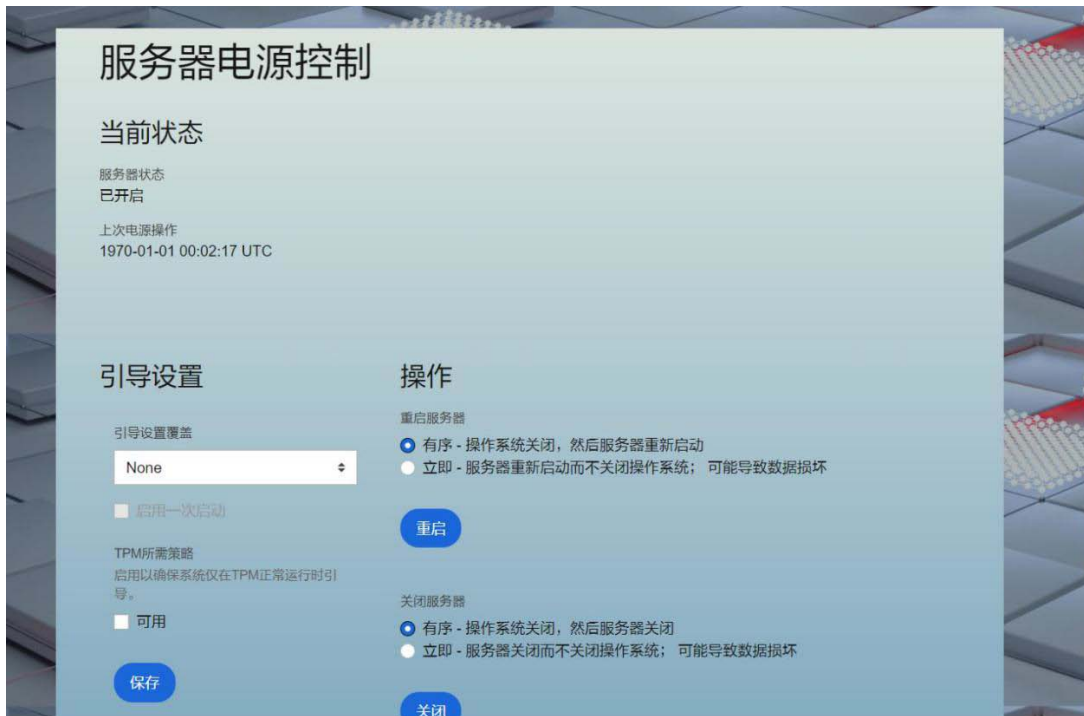 服务器电源控制
当前状态
服务器状态
已开启
上次电源操作
1970-01-01 00:02:17 UTC
引导设置
引导设置覆盖
None
启用一次启动
TPM所需策略
启用以确保系统仅在TPM正常运行时引
导。
可用
保存
操作
重启服务器
有序 - 操作系统关闭，然后服务器重新启动
立即 - 服务器重新启动而不关闭操作系统； 可能导致数据损坏
重启
关闭服务器
有序 - 操作系统关闭，然后服务器关闭
立即 - 服务器关闭而不关闭操作系统； 可能导致数据损坏
关闭